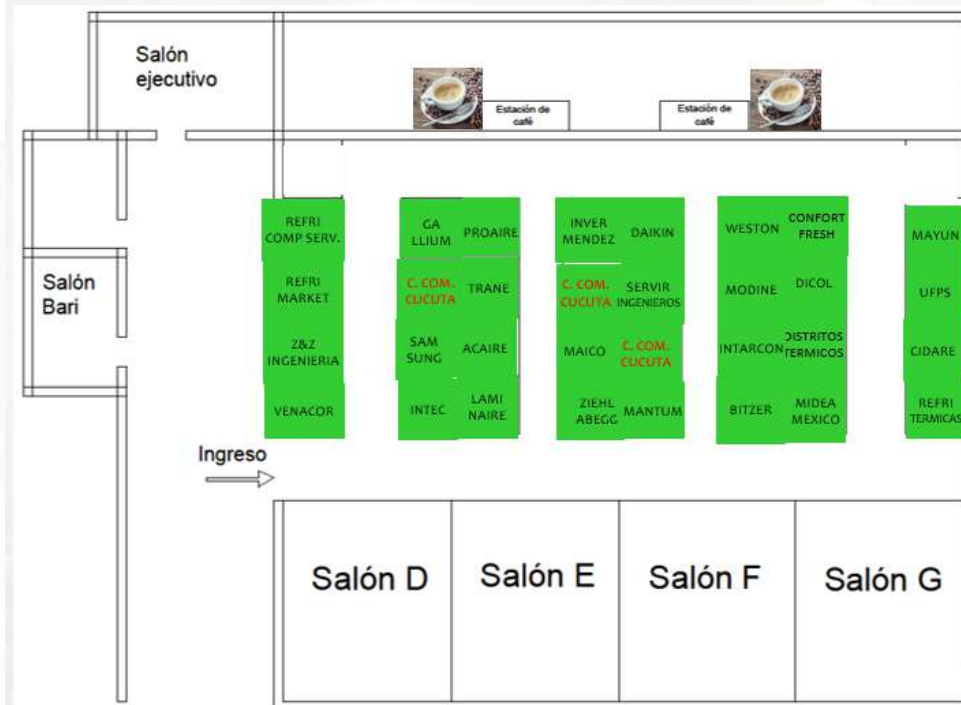 Salón
ejecutivo
Estación de
café
Estación de
café
REFRI
COMP SERV.
GA
LLIUM
PROAIRE
INVER
MENDEZ
DAIKIN
WESTON
CONFORT
FRESH
MAYUN
Salón
Bari
REFRI
MARKET
C. COM.
CUCUTA
TRANE
C. COM.
CUCUTA
SERVIR
INGENIEROS
MODINE
DICOL
UFPS
Z&Z
INGENIERIA
SAM
SUNG
ACAIRE
MAICO
C. COM.
CUCUTA
INTARCON
DISTRITOS
TERMICOS
CIDARE
VENACOR
INTEC
LAMI
NAIRE
ZIEHL
ABEGG
MANTUM
BITZER
MIDEA
MEXICO
REFRI
TERMICAS
Ingreso
Salón D
Salón E
Salón F
Salón G